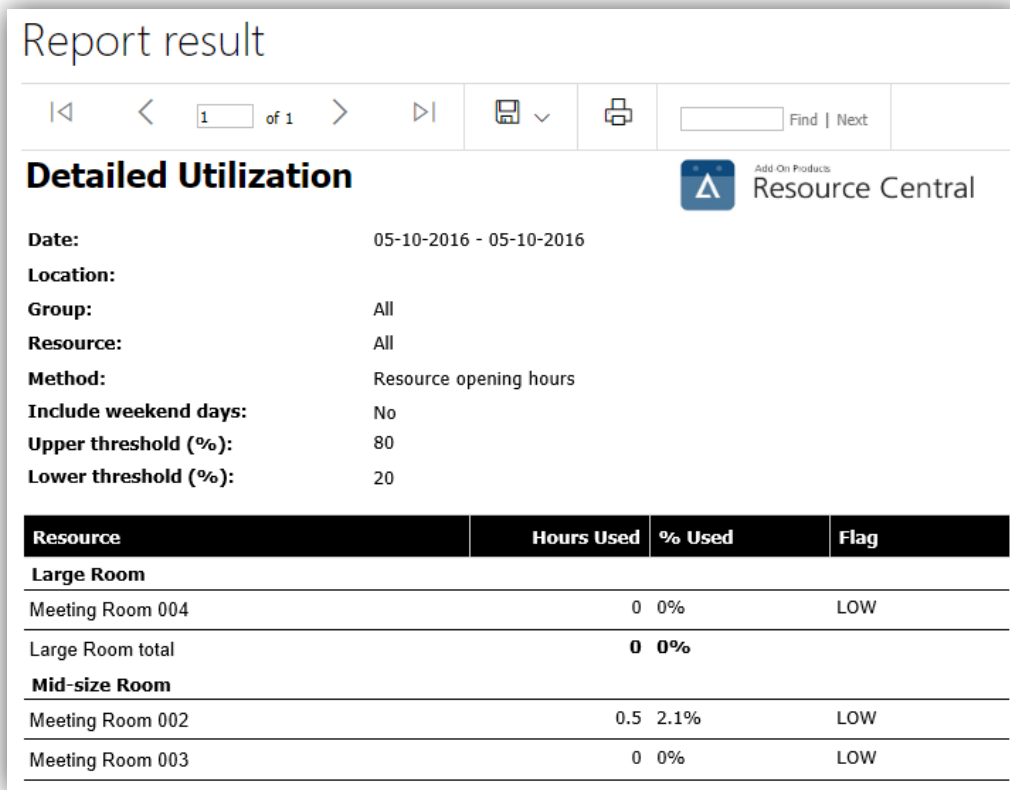 Report result
1 of 1 Find | Next
Detailed Utilization
Add-On Products
Resource Central
Date: 05-10-2016 - 05-10-2016
Location:
Group: All
Resource: All
Method: Resource opening hours
Include weekend days: No
Upper threshold (%): 80
Lower threshold (%): 20
Resource Hours Used % Used Flag
Large Room
Meeting Room 004 0 0% LOW
Large Room total 0 0%
Mid-size Room
Meeting Room 002 0.5 2.1% LOW
Meeting Room 003 0 0% LOW